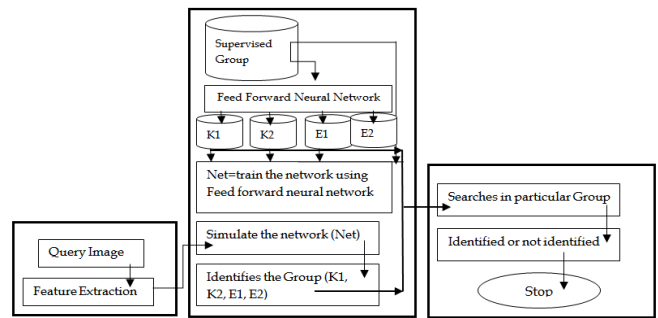 Supervised
Group
Feed Forward Neural Network
K1
K2
E1
E2
Net=train the network using
Feed forward neural network
Simulate the network (Net)
Identifies the Group (K1,
K2, E1, E2)
Query Image
Feature Extraction
Searches in particular Group
Identified or not identified
Stop